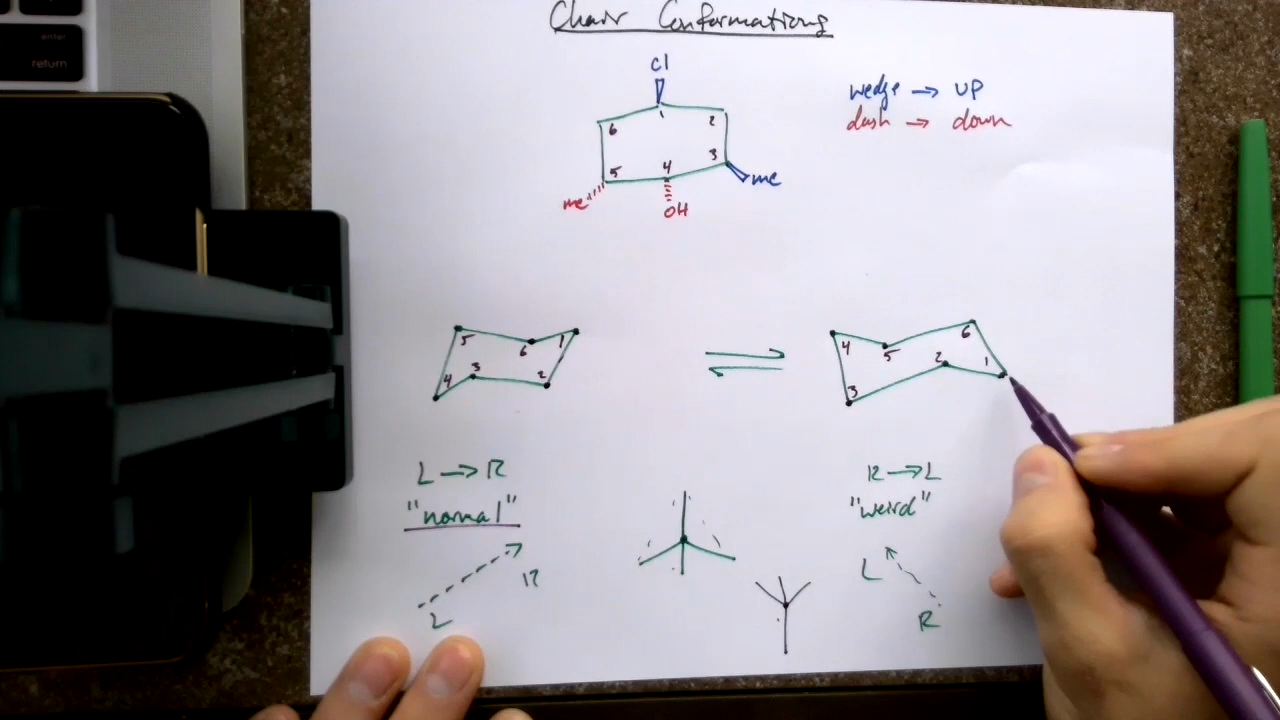 enter
return
Chair Conformations
Cl
wedge → UP
dash → down
6 1 2
5 4 3
me OH me
5 6 1
4 3 2
4 5 2 6 1
3
L → R
"normal"
R
L
R → L
"weird"
L
R